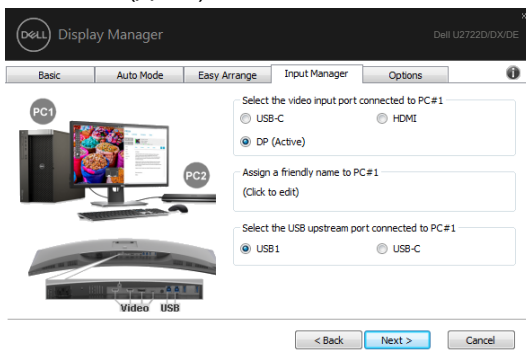 DELL Display Manager
Dell U2722D/DX/DE
Basic Auto Mode Easy Arrange Input Manager Options
PC1
PC2
Video USB
Select the video input port connected to PC#1
USB-C HDMI
DP (Active)
Assign a friendly name to PC#1
(Click to edit)
Select the USB upstream port connected to PC#1
USB1 USB-C
< Back Next > Cancel